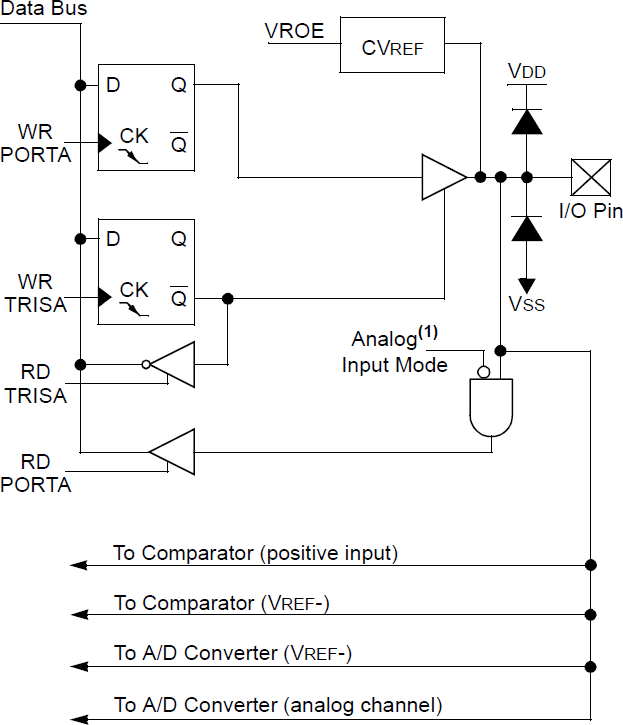 Data Bus
VROE
CVREF
VDD
D Q
WR
PORTA
CK
Q
I/O Pin
D Q
WR
TRISA
CK
Q
VSS
Analog(1)
Input Mode
RD
TRISA
RD
PORTA
To Comparator (positive input)
To Comparator (VREF-)
To A/D Converter (VREF-)
To A/D Converter (analog channel)